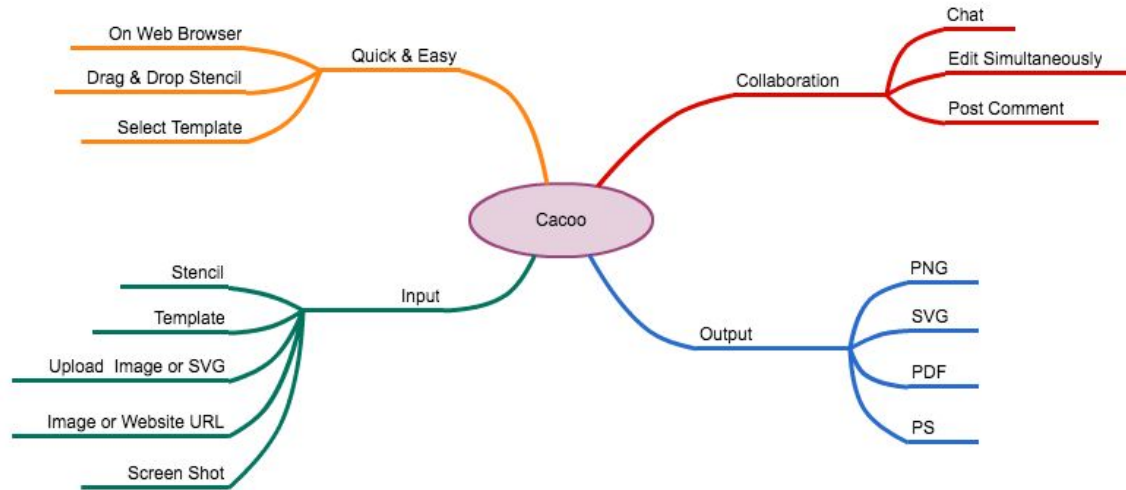 On Web Browser
Drag & Drop Stencil
Select Template
Quick & Easy
Chat
Edit Simultaneously
Post Comment
Collaboration
Cacoo
Stencil
Template
Upload  Image or SVG
Image or Website URL
Screen Shot
Input
Output
PNG
SVG
PDF
PS